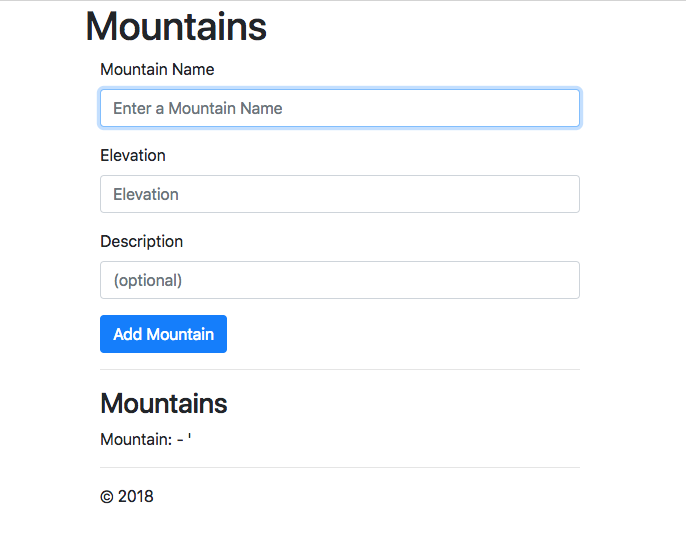 Mountains
Mountain Name
Enter a Mountain Name
Elevation
Elevation
Description
(optional)
Add Mountain
Mountains
Mountain: - '
© 2018